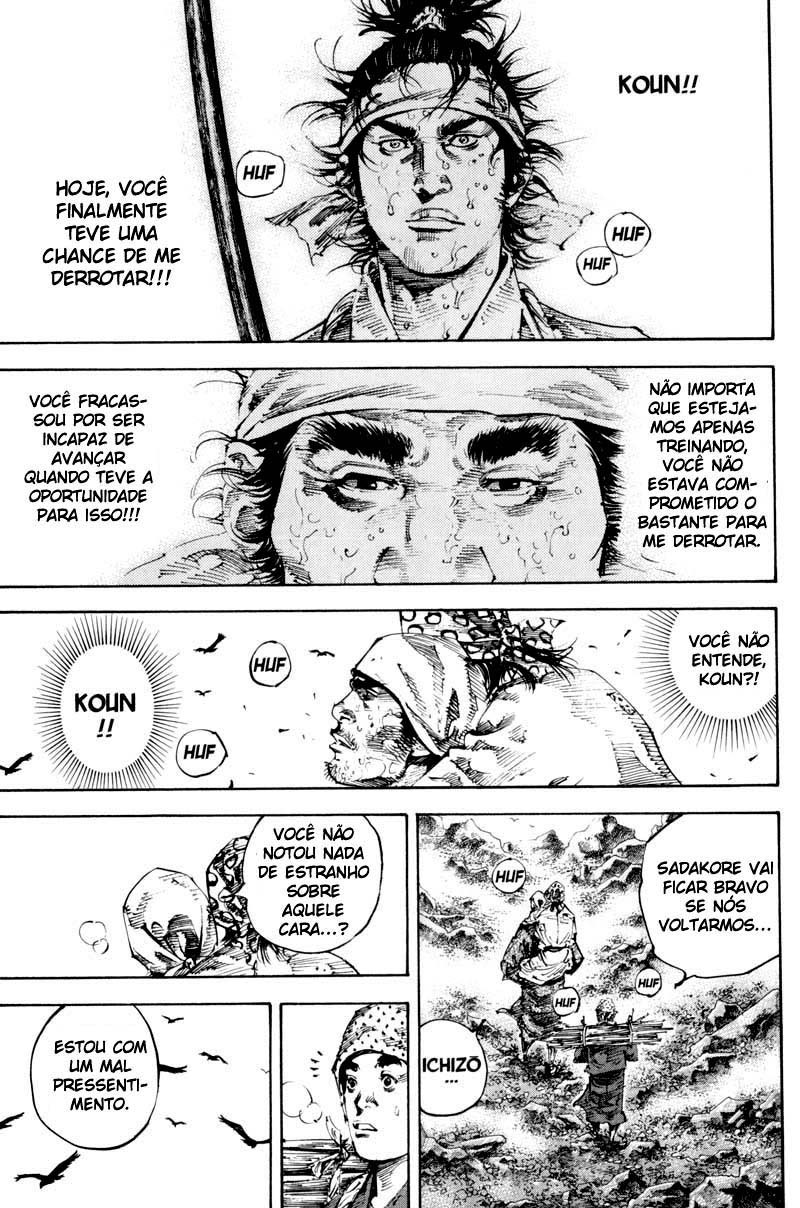 KOUN!!
HUF
HUF
HUF
HOJE, VOCÊ
FINALMENTE
TEVE UMA
CHANCE DE ME
DERROTAR!!!
NÃO IMPORTA
QUE ESTEJA-
MOS APENAS
TREINANDO,
VOCÊ NÃO
ESTAVA COM-
PROMETIDO O
BASTANTE PARA
ME DERROTAR.
VOCÊ FRACAS-
SOU POR SER
INCAPAZ DE
AVANÇAR
QUANDO TEVE A
OPORTUNIDADE
PARA ISSO!!!
VOCÊ NÃO
ENTENDE,
KOUN?!
HUF
HUF
KOUN
!!
SADAKORE VAI
FICAR BRAVO
SE NÓS
VOLTARMOS...
HUF
HUF
HUF
ICHIZŌ
...
VOCÊ NÃO
NOTOU NADA
DE ESTRANHO
SOBRE
AQUELE
CARA...?
ESTOU COM
UM MAL
PRESSENTI-
MENTO.